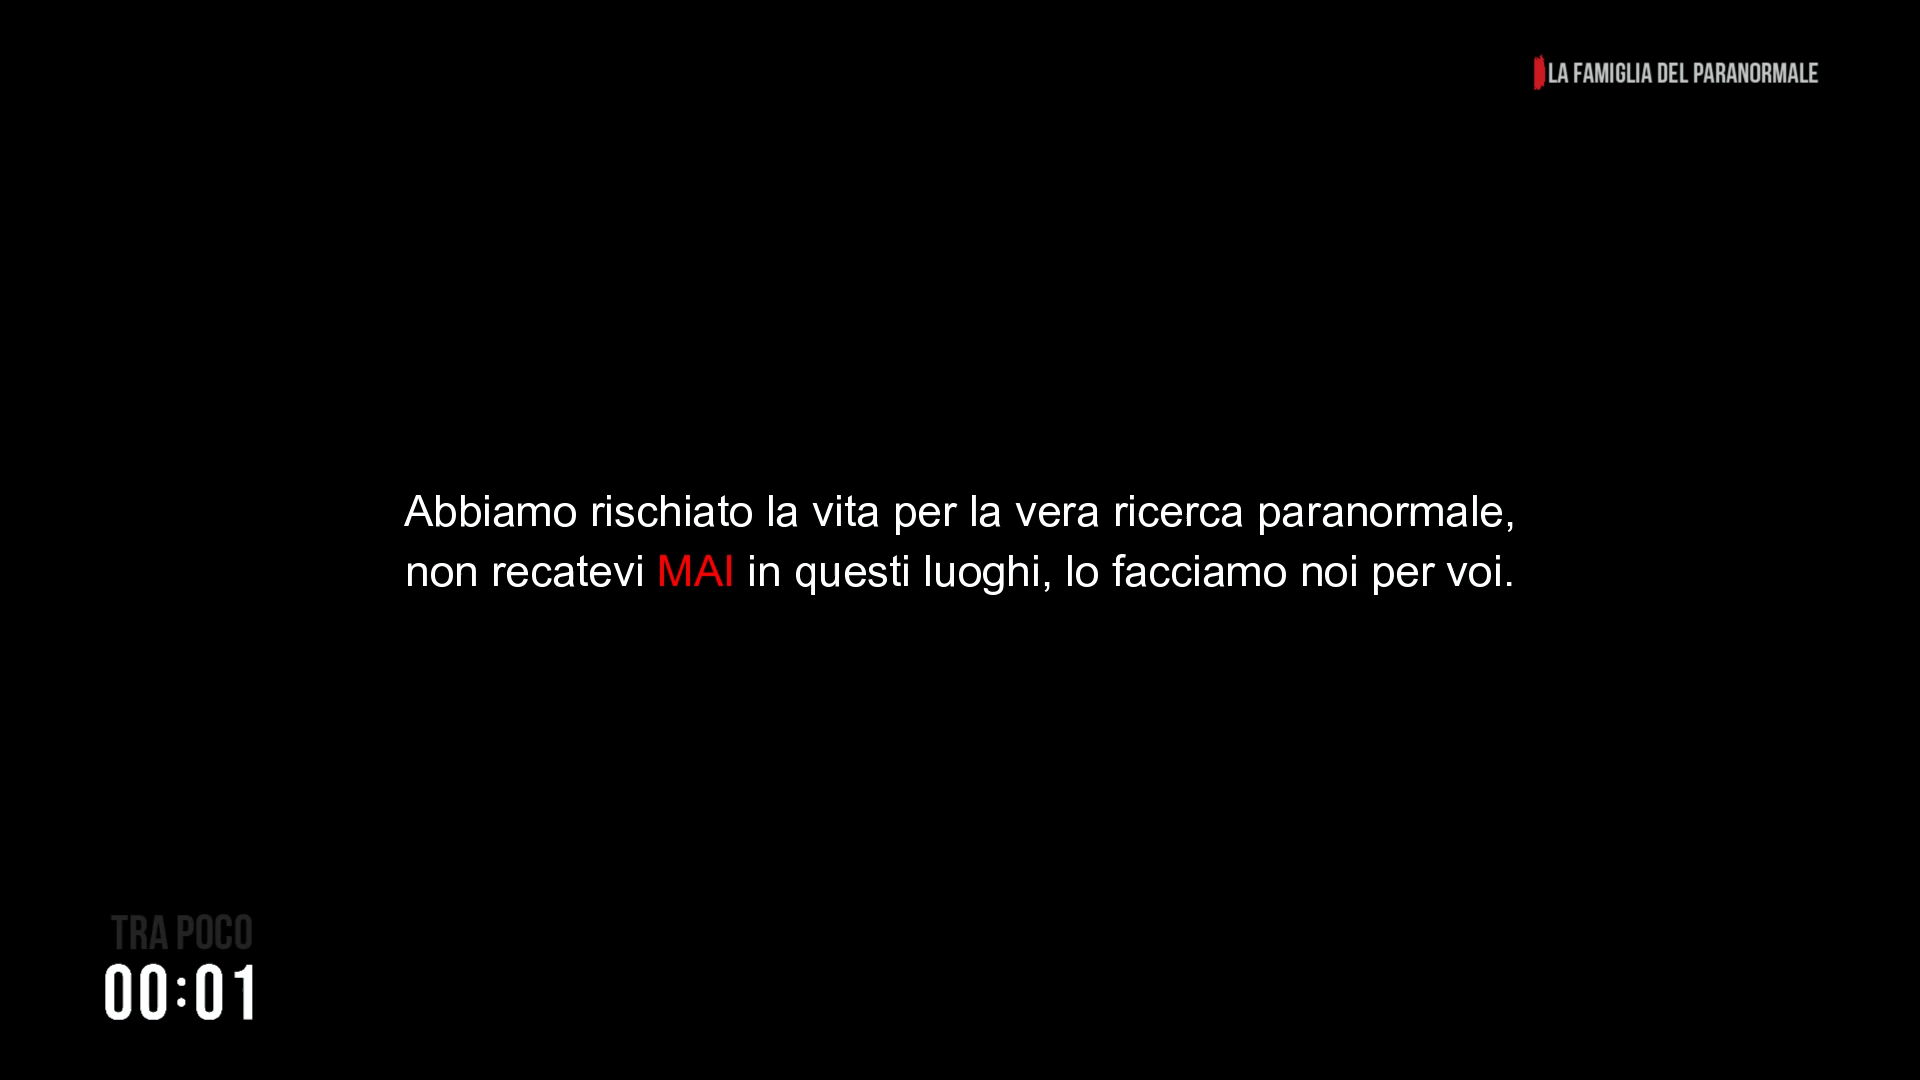 LA FAMIGLIA DEL PARANORMALE
Abbiamo rischiato la vita per la vera ricerca paranormale,
non recatevi MAI in questi luoghi, lo facciamo noi per voi.
TRA POCO
00:01